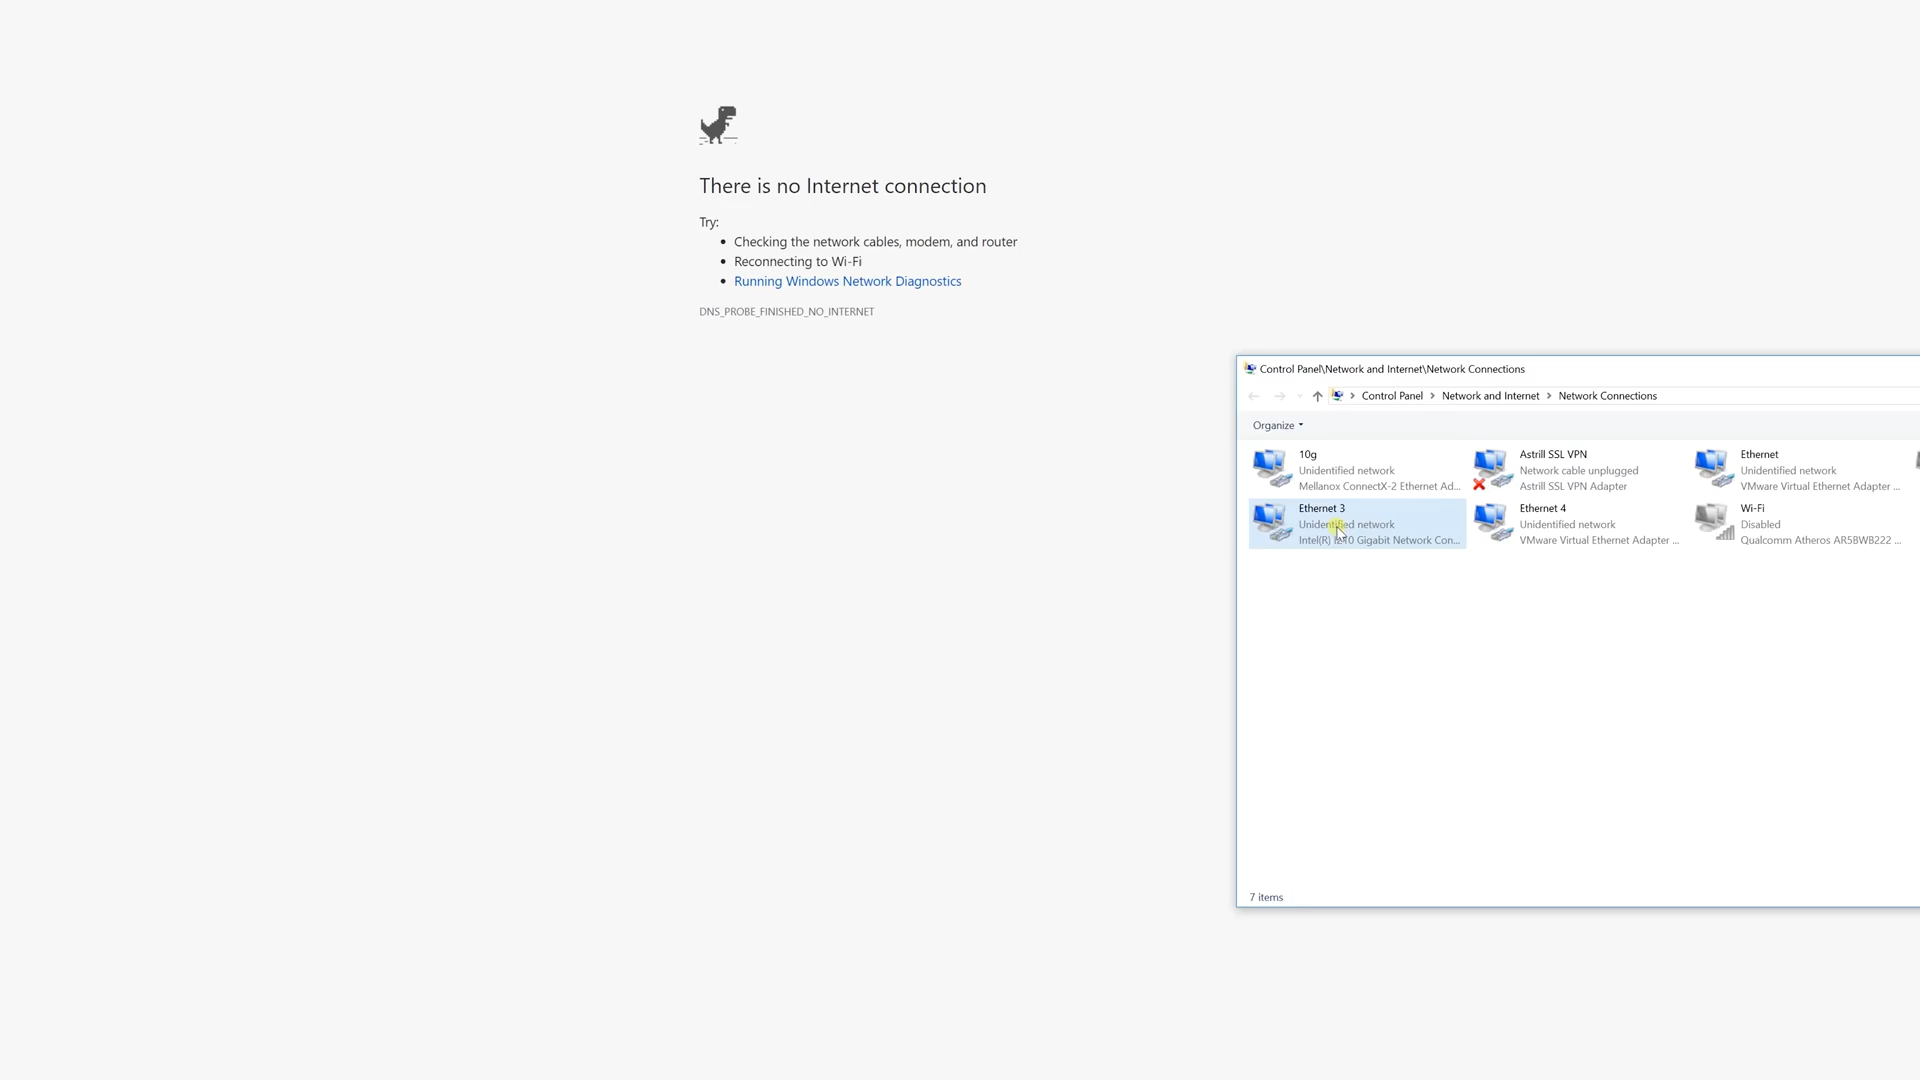 There is no Internet connection
Try:
Checking the network cables, modem, and router
Reconnecting to Wi-Fi
Running Windows Network Diagnostics
DNS_PROBE_FINISHED_NO_INTERNET
Control Panel\Network and Internet\Network Connections
Control Panel > Network and Internet > Network Connections
Organize
10g
Unidentified network
Mellanox ConnectX-2 Ethernet Ad...
Astrill SSL VPN
Network cable unplugged
Astrill SSL VPN Adapter
Ethernet
Unidentified network
VMware Virtual Ethernet Adapter ...
Ethernet 3
Unidentified network
Intel(R) I210 Gigabit Network Con...
Ethernet 4
Unidentified network
VMware Virtual Ethernet Adapter ...
Wi-Fi
Disabled
Qualcomm Atheros AR5BWB222 ...
7 items